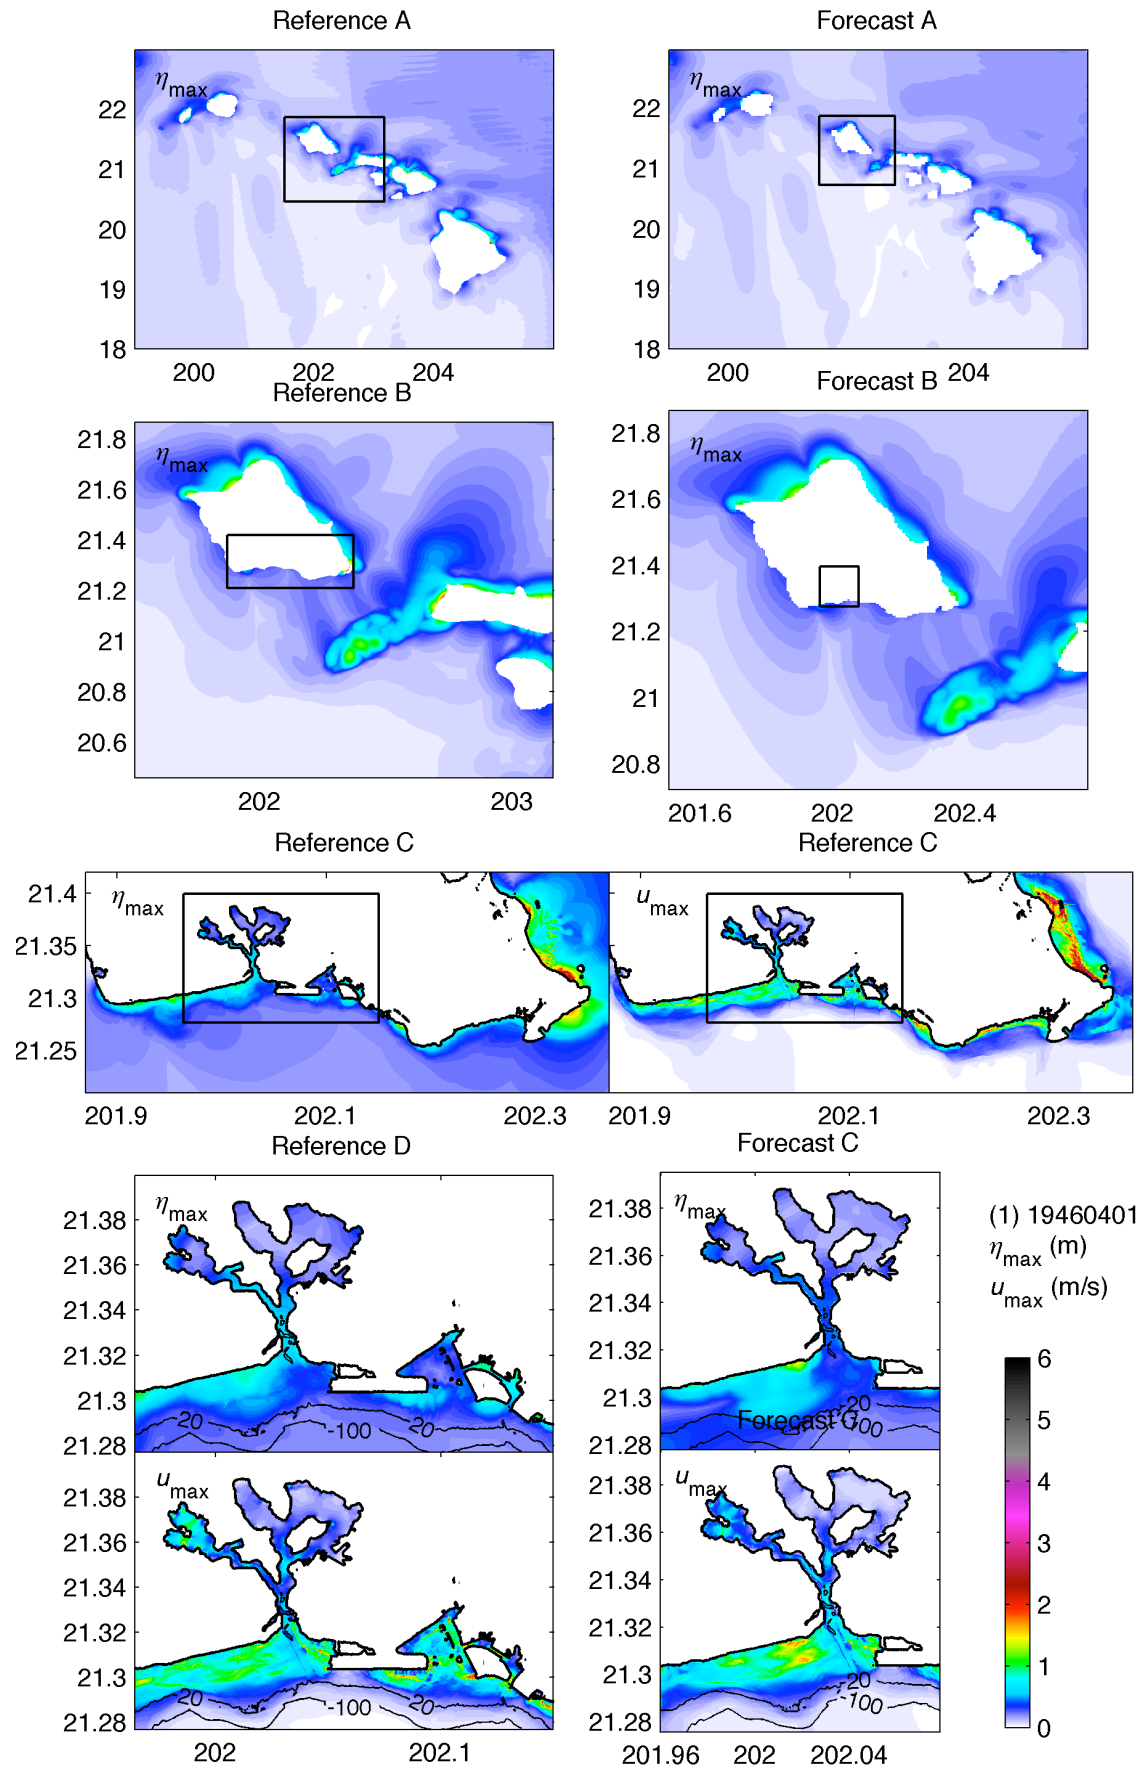 Reference A
Forecast A
ηmax
ηmax
22
21
20
19
18
22
21
20
19
18
200 202 204
200 204
Reference B
Forecast B
ηmax
ηmax
21.8
21.6
21.4
21.2
21
20.8
20.6
21.8
21.6
21.4
21.2
21
20.8
202 203
201.6 202 202.4
Reference C
Reference C
ηmax
umax
21.4
21.35
21.3
21.25
201.9 202.1 202.3
201.9 202.1 202.3
Reference D
Forecast C
ηmax
ηmax
21.38
21.36
21.34
21.32
21.3
21.28
20 -100 20
21.38
21.36
21.34
21.32
21.3
21.28
-20
-100
Forecast C
(1) 19460401
ηmax (m)
umax (m/s)
umax
umax
21.38
21.36
21.34
21.32
21.3
21.28
20 -100 20
21.38
21.36
21.34
21.32
21.3
21.28
20
-100
202 202.1
201.96 202 202.04
6
5
4
3
2
1
0